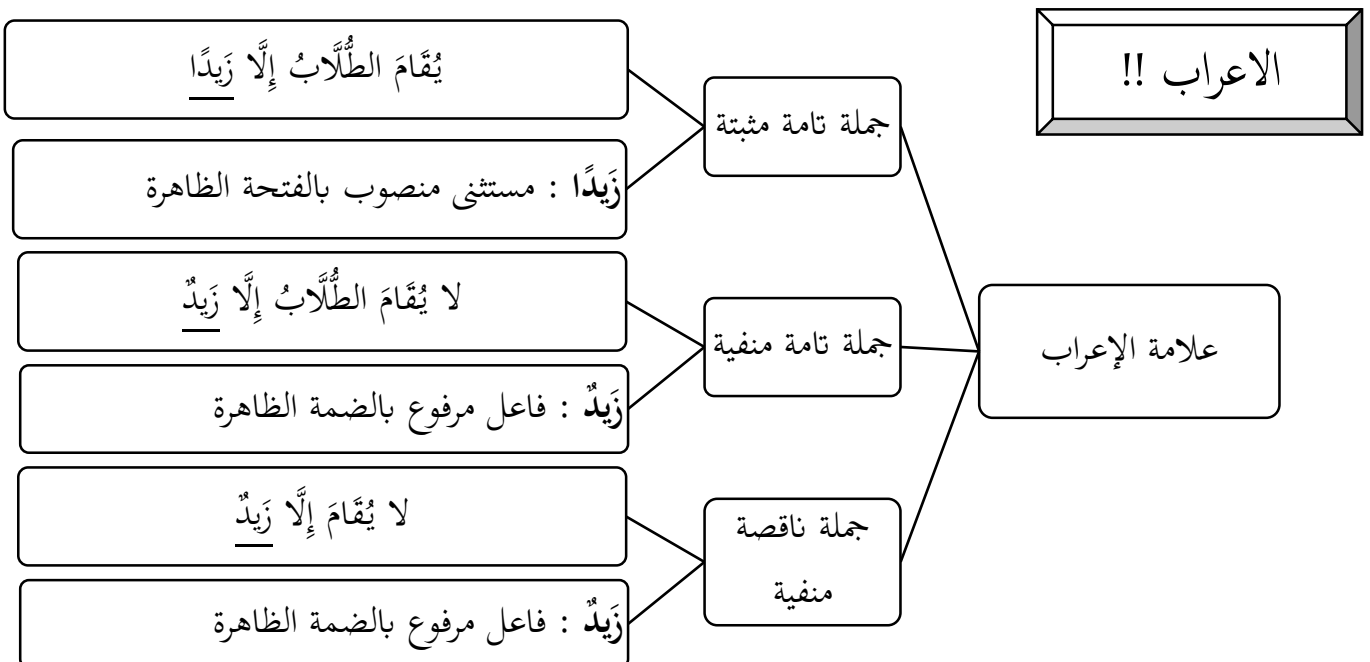 الاعراب !!
علامة الإعراب
جملة تامة مثبتة
يُقَامَ الطُّلَّابُ إِلَّا زَيدًا
زَيدًا : مستثنى منصوب بالفتحة الظاهرة
جملة تامة منفية
لا يُقَامَ الطُّلَّابُ إِلَّا زَيدٌ
زَيدٌ : فاعل مرفوع بالضمة الظاهرة
جملة ناقصة
منفية
لا يُقَامَ إِلَّا زَيدٌ
زَيدٌ : فاعل مرفوع بالضمة الظاهرة